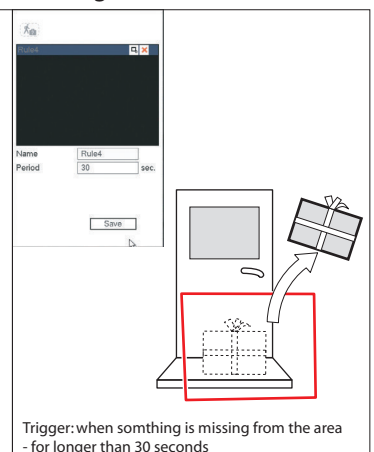 Rule4
Name Rule4
Period 30 sec.
Save
Trigger: when somthing is missing from the area
- for longer than 30 seconds